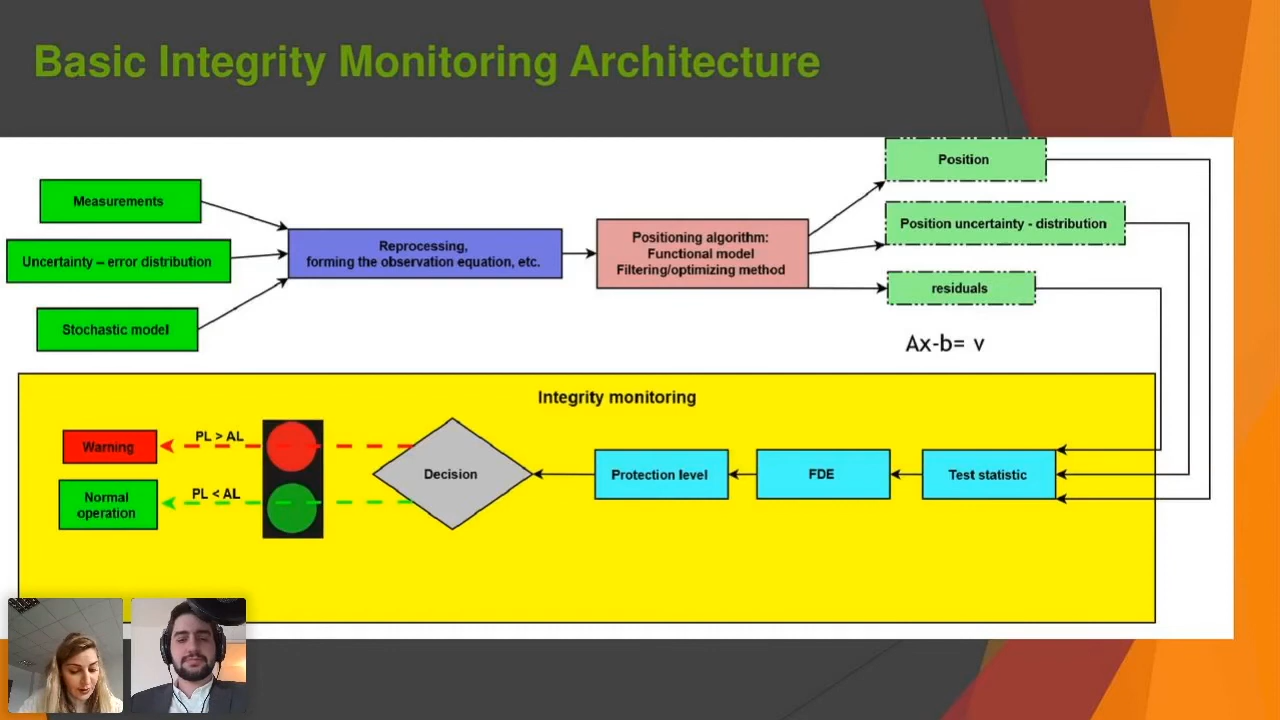 Basic Integrity Monitoring Architecture
Measurements
Uncertainty – error distribution
Stochastic model
Reprocessing,
forming the observation equation, etc.
Positioning algorithm:
Functional model
Filtering/optimizing method
Position
Position uncertainty - distribution
residuals
Ax-b= v
Integrity monitoring
Warning
PL > AL
Normal
operation
PL < AL
Decision
Protection level
FDE
Test statistic